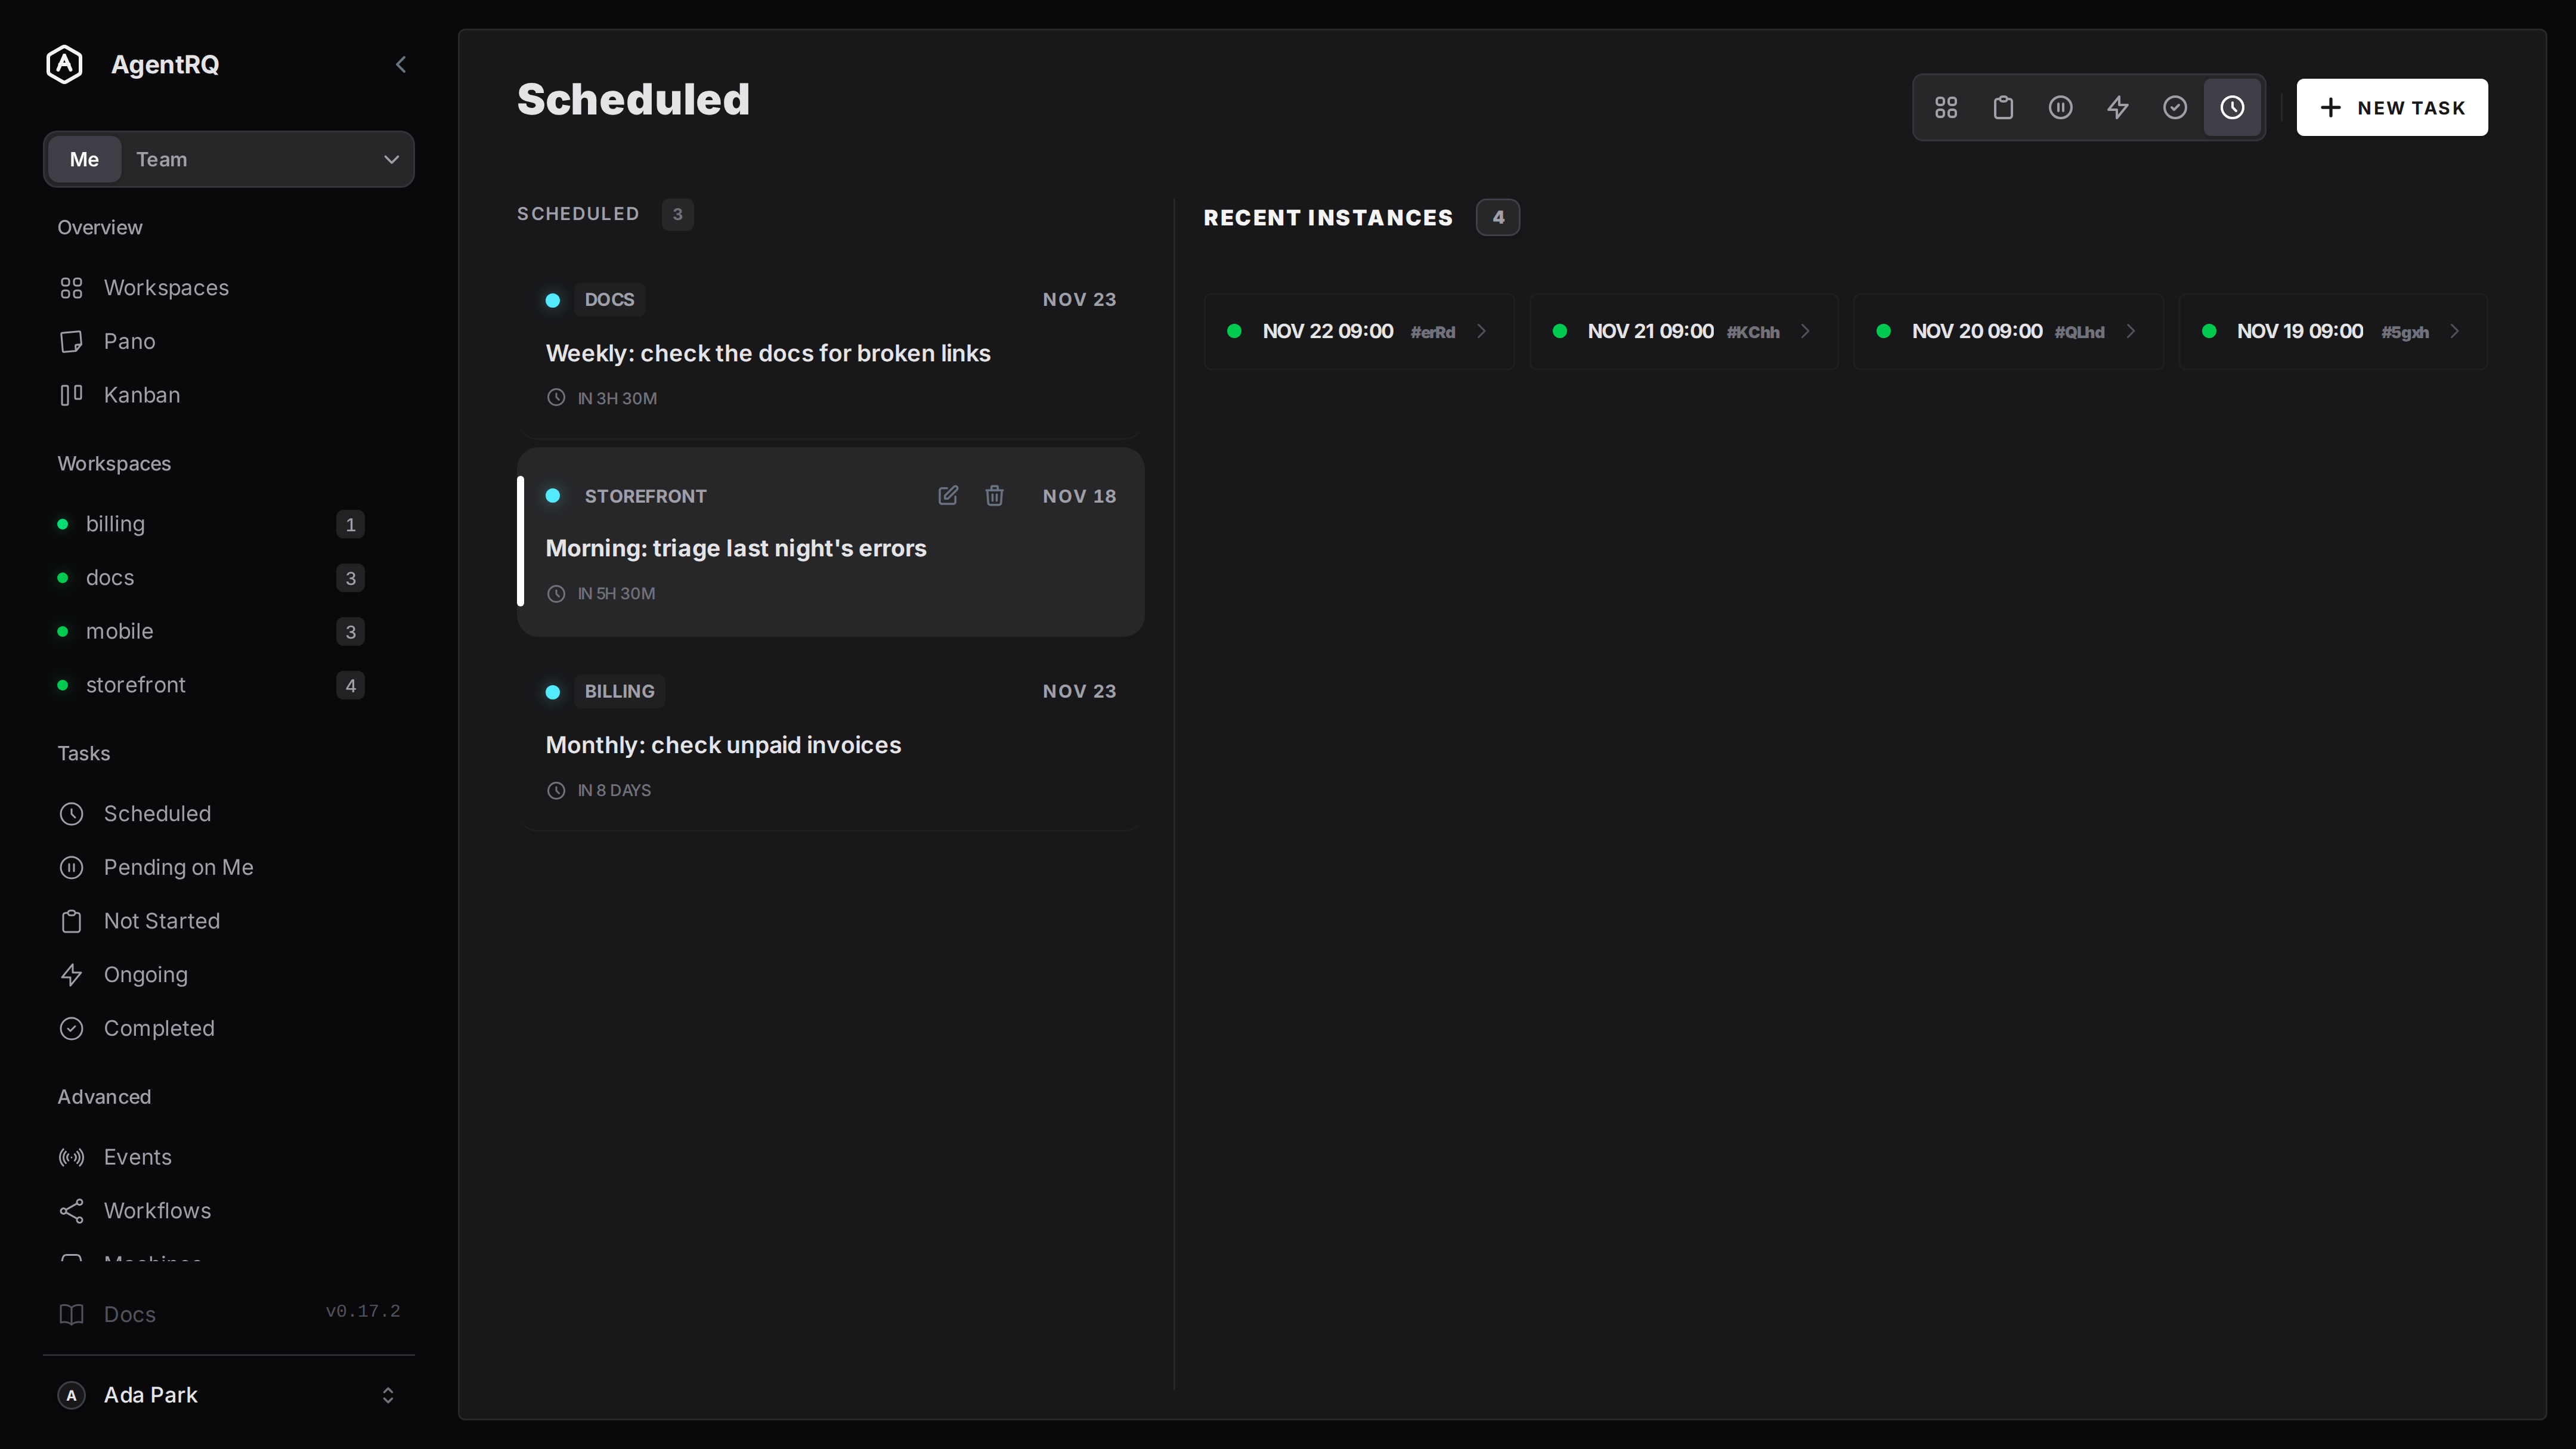 AgentRQ
Me
Team
Overview
Workspaces
Pano
Kanban
Workspaces
billing 1
docs 3
mobile 3
storefront 4
Tasks
Scheduled
Pending on Me
Not Started
Ongoing
Completed
Advanced
Events
Workflows
Machines
Docs v0.17.2
A Ada Park
Scheduled
NEW TASK
SCHEDULED 3
DOCS NOV 23
Weekly: check the docs for broken links
IN 3H 30M
STOREFRONT NOV 18
Morning: triage last night's errors
IN 5H 30M
BILLING NOV 23
Monthly: check unpaid invoices
IN 8 DAYS
RECENT INSTANCES 4
NOV 22 09:00 #erRd
NOV 21 09:00 #KChh
NOV 20 09:00 #QLhd
NOV 19 09:00 #5gxh